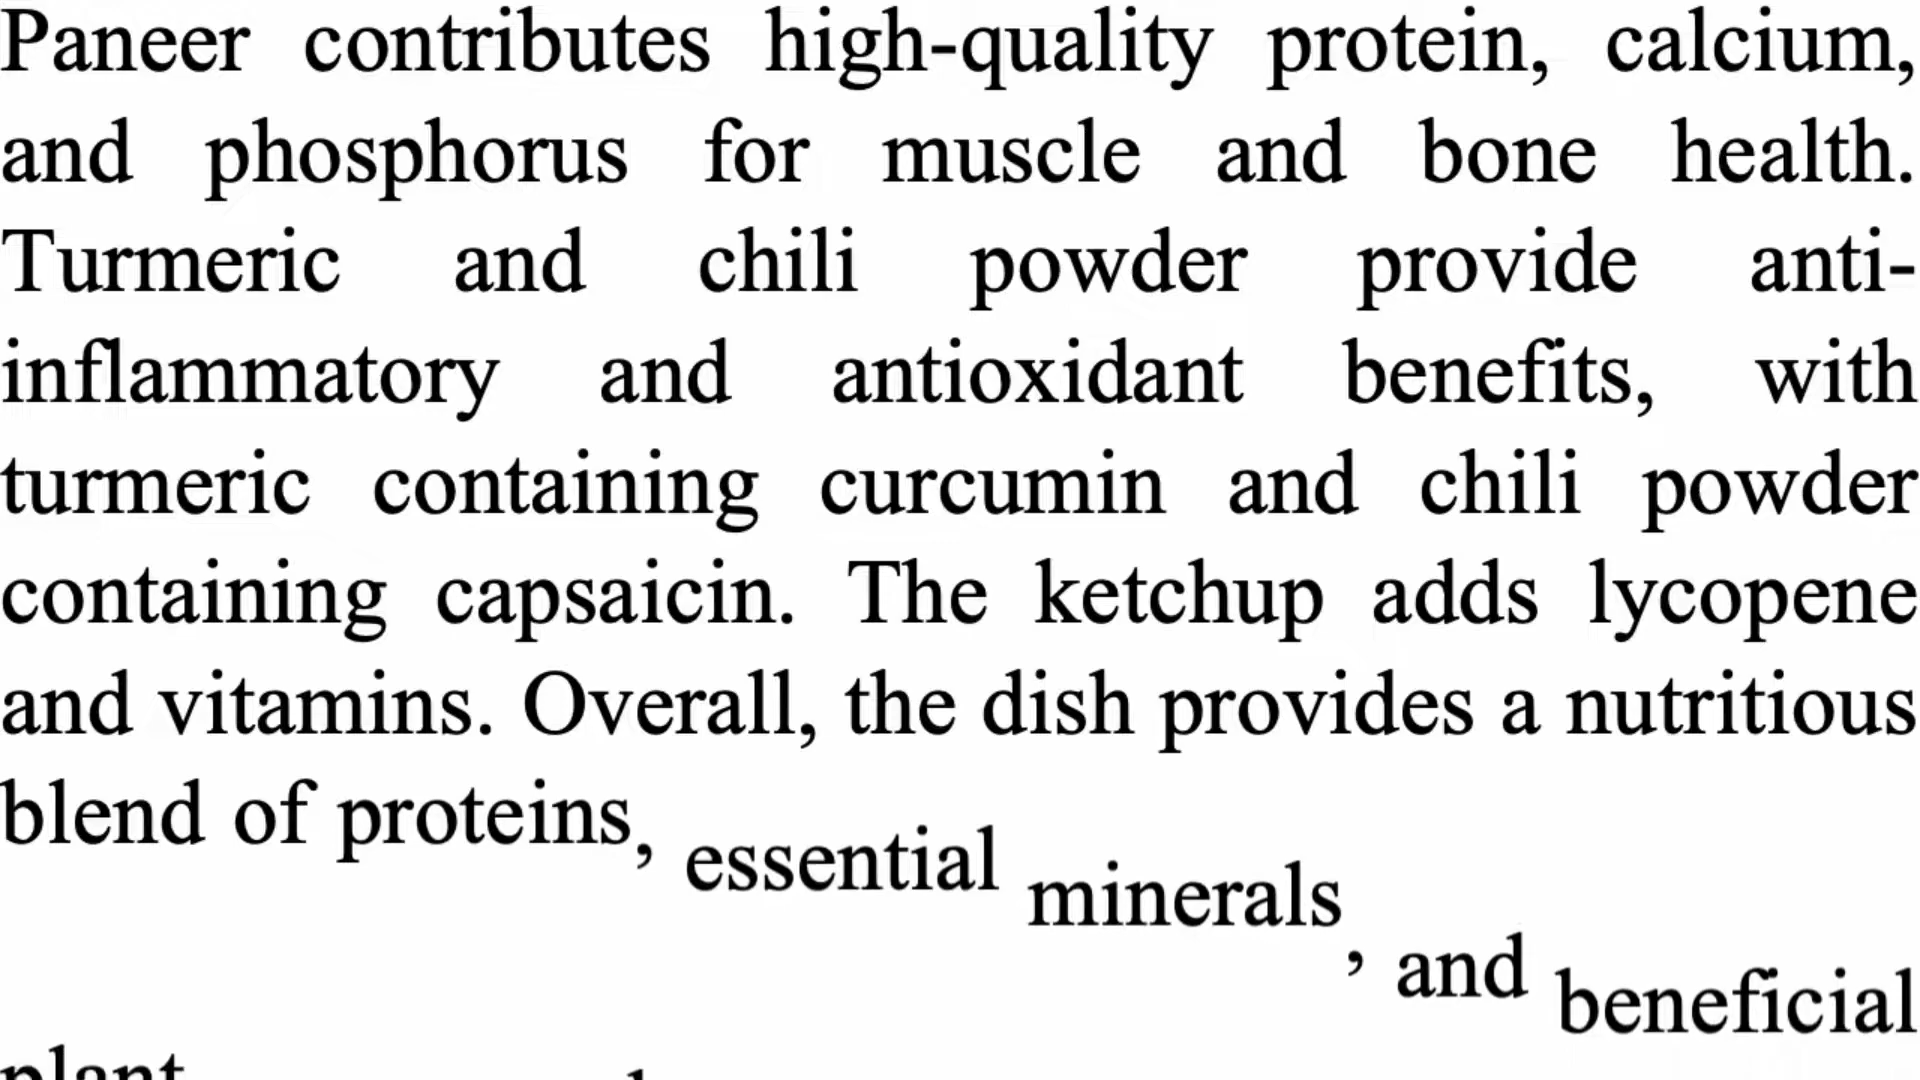 Paneer contributes high-quality protein, calcium,
and phosphorus for muscle and bone health.
Turmeric and chili powder provide anti-
inflammatory and antioxidant benefits, with
turmeric containing curcumin and chili powder
containing capsaicin. The ketchup adds lycopene
and vitamins. Overall, the dish provides a nutritious
blend of proteins, essential minerals, and beneficial
plant